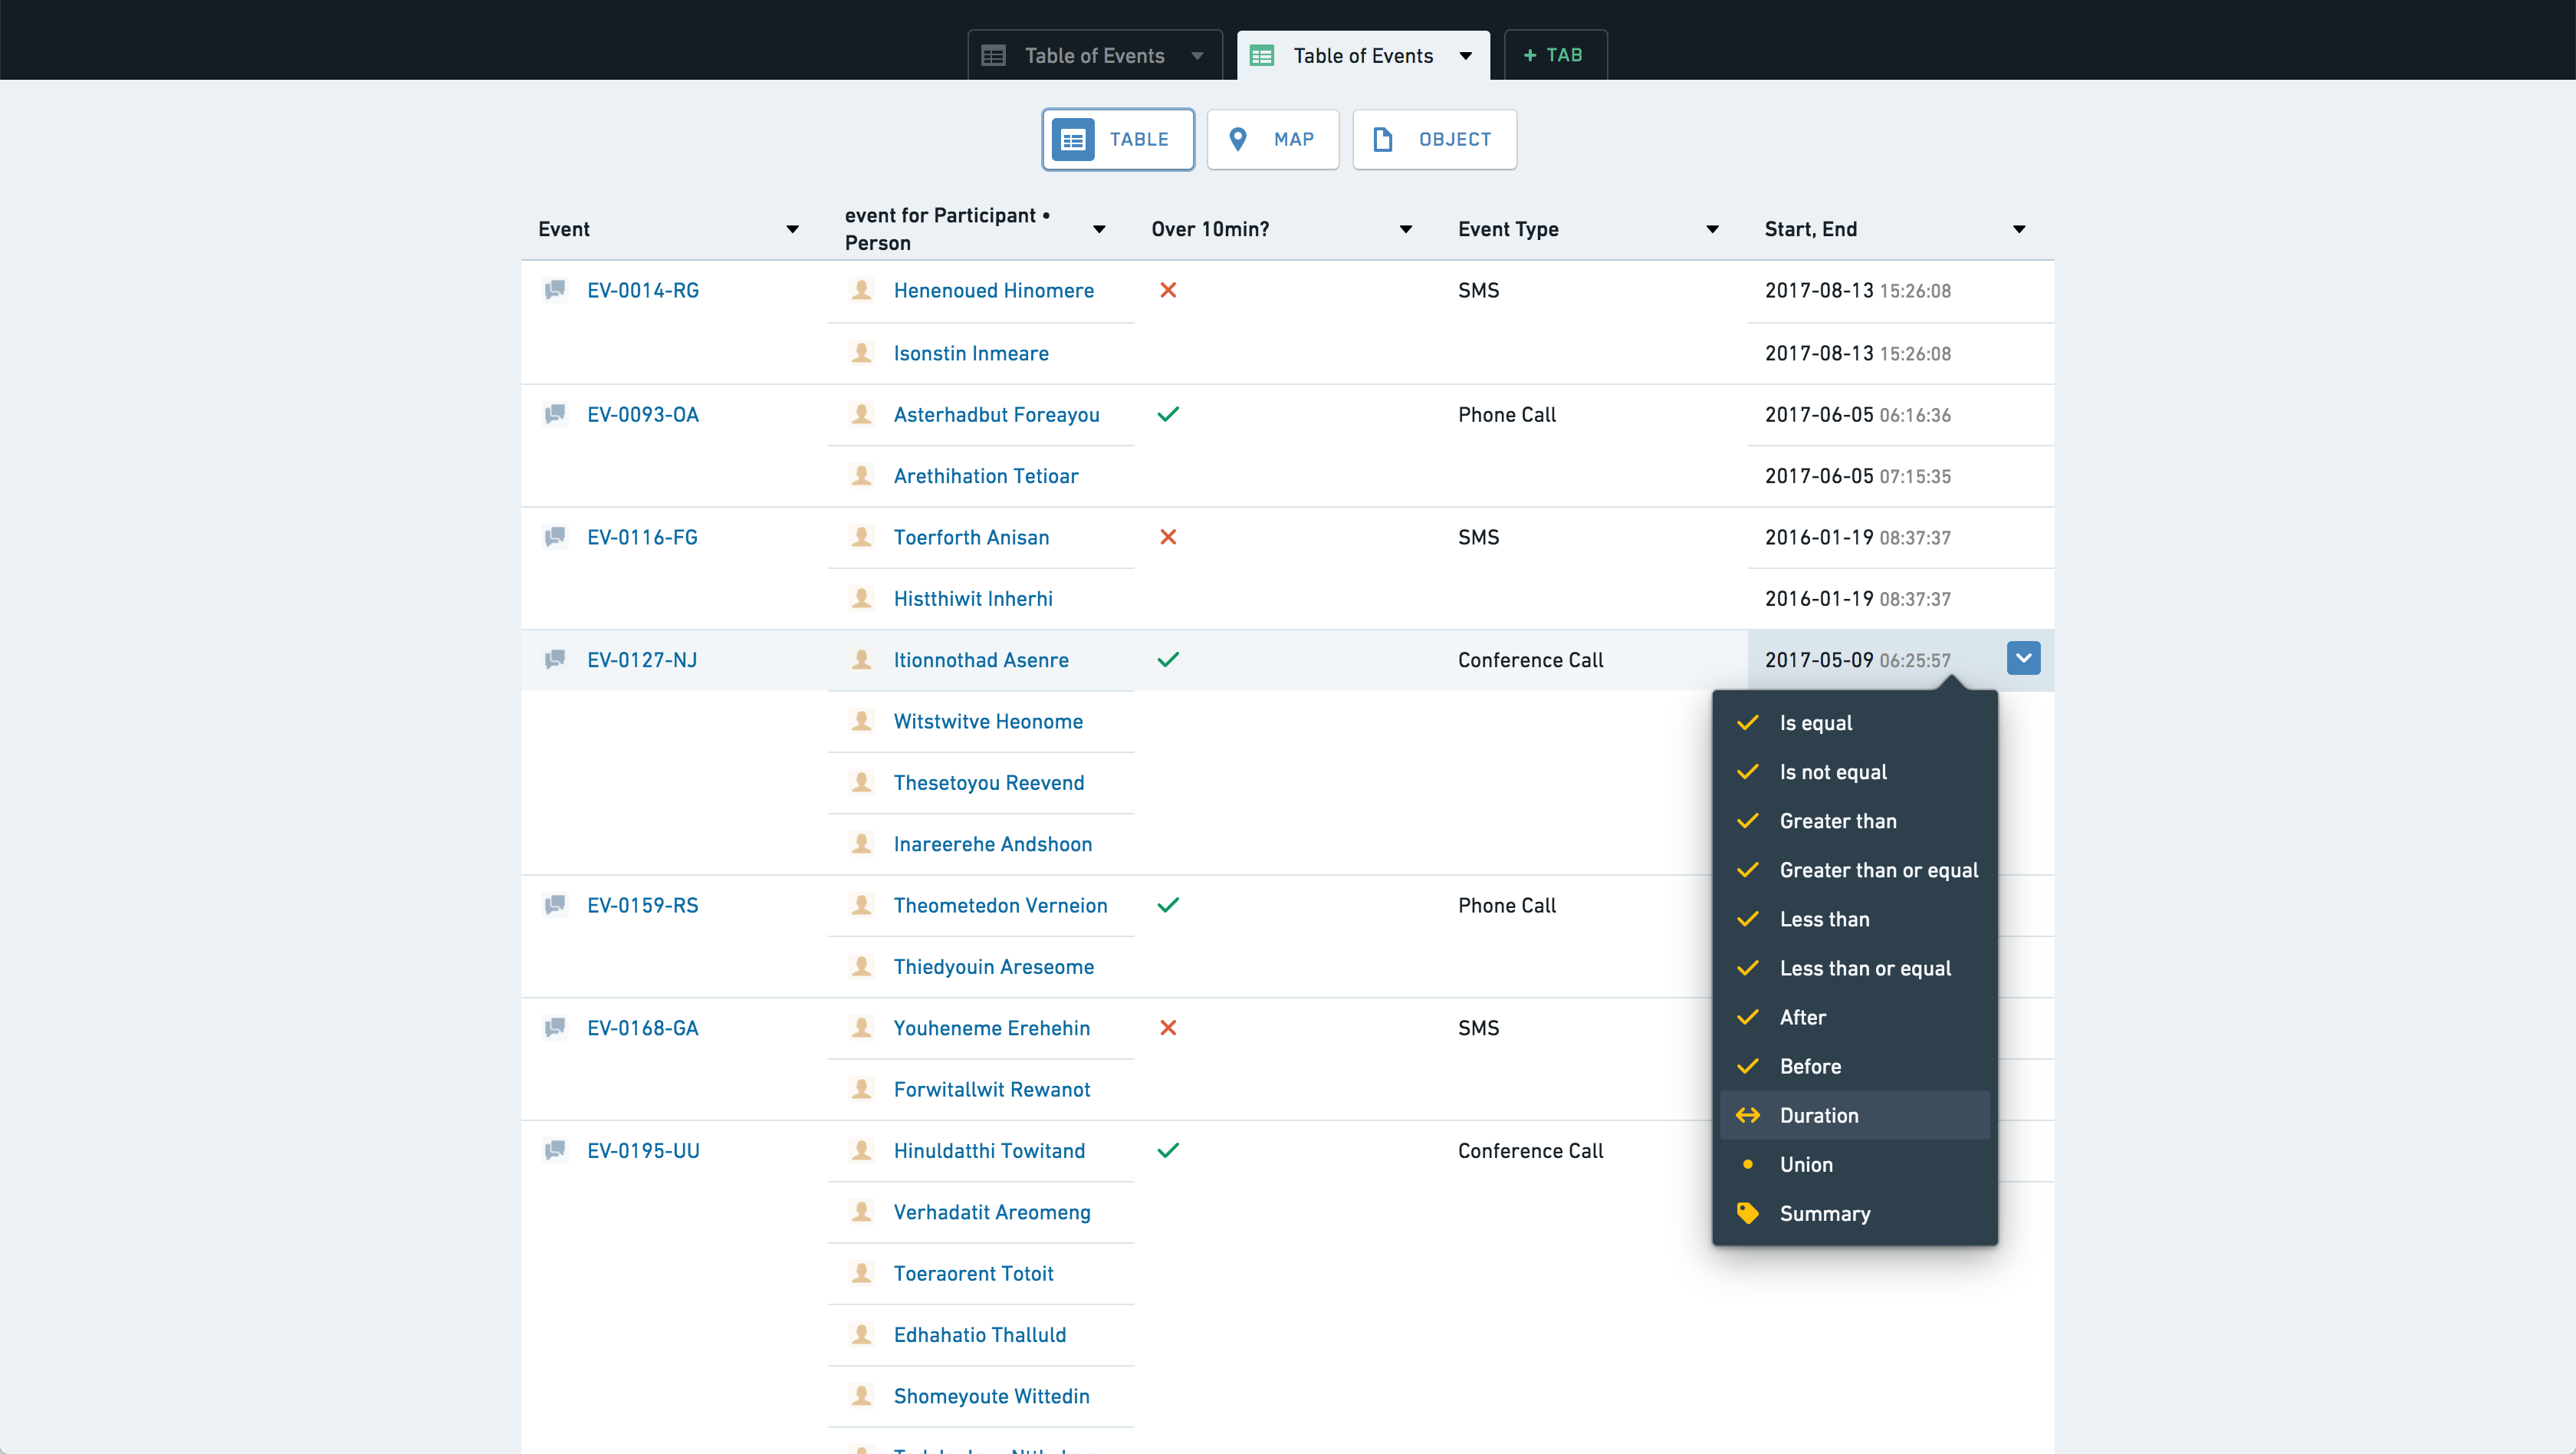 Table of Events
Table of Events
+ TAB
TABLE
MAP
OBJECT
Event
event for Participant •
Person
Over 10min?
Event Type
Start, End
EV-0014-RG
Henenoued Hinomere
SMS
2017-08-13 15:26:08
Isonstin Inmeare
2017-08-13 15:26:08
EV-0093-OA
Asterhadbut Foreayou
Phone Call
2017-06-05 06:16:36
Arethihation Tetioar
2017-06-05 07:15:35
EV-0116-FG
Toerforth Anisan
SMS
2016-01-19 08:37:37
Histthiwit Inherhi
2016-01-19 08:37:37
EV-0127-NJ
Itionnothad Asenre
Conference Call
2017-05-09 06:25:57
Witstwitve Heonome
Thesetoyou Reevend
Inareerehe Andshoon
EV-0159-RS
Theometedon Verneion
Phone Call
Thiedyouin Areseome
EV-0168-GA
Youheneme Erehehin
SMS
Forwitallwit Rewanot
EV-0195-UU
Hinuldatthi Towitand
Conference Call
Verhadatit Areomeng
Toeraorent Totoit
Edhahatio Thalluld
Shomeyoute Wittedin
Is equal
Is not equal
Greater than
Greater than or equal
Less than
Less than or equal
After
Before
Duration
Union
Summary